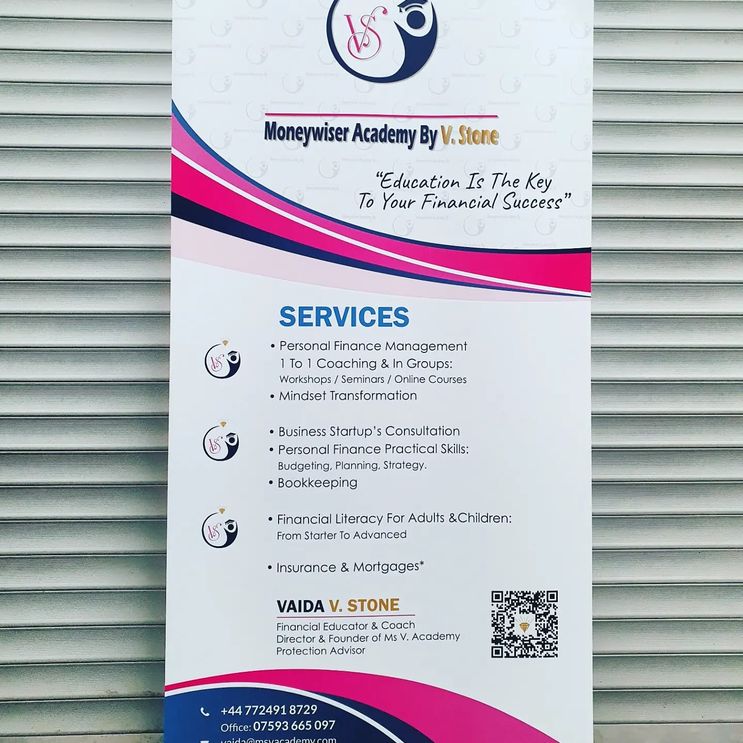 VS
Moneywiser Academy By V. Stone
"Education Is The Key
To Your Financial Success"
SERVICES
• Personal Finance Management
1 To 1 Coaching & In Groups:
Workshops / Seminars / Online Courses
• Mindset Transformation
• Business Startup's Consultation
• Personal Finance Practical Skills:
Budgeting, Planning, Strategy.
• Bookkeeping
• Financial Literacy For Adults &Children:
From Starter To Advanced
• Insurance & Mortgages*
VAIDA V. STONE
Financial Educator & Coach
Director & Founder of Ms V. Academy
Protection Advisor
+44 772491 8729
Office: 07593 665 097
vaida@msvacademy.com